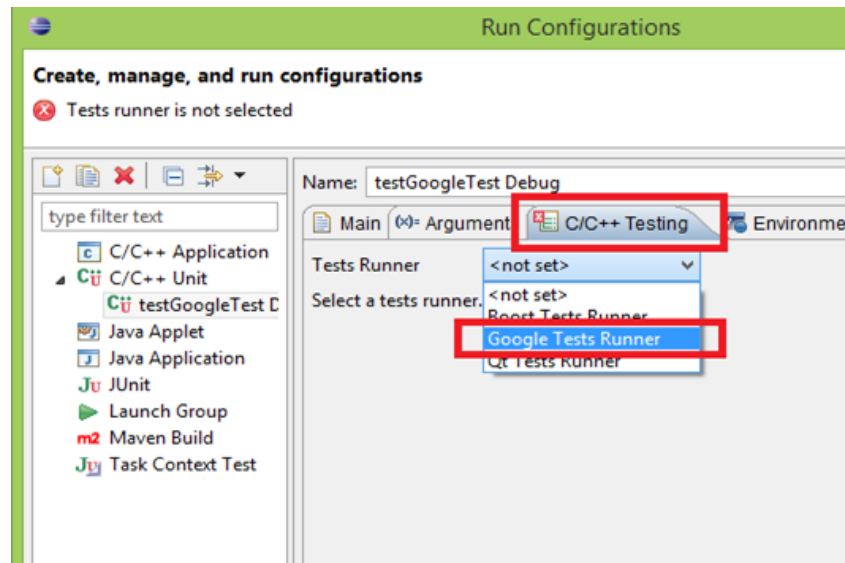 Run Configurations
Create, manage, and run configurations
Tests runner is not selected
type filter text
C/C++ Application
C/C++ Unit
testGoogleTest D
Java Applet
Java Application
Ju JUnit
Launch Group
m2 Maven Build
Task Context Test
Name: testGoogleTest Debug
Main (x)= Argument C/C++ Testing Environme
Tests Runner <not set>
Select a tests runner.
<not set>
Boost Tests Runner
Google Tests Runner
Qt Tests Runner